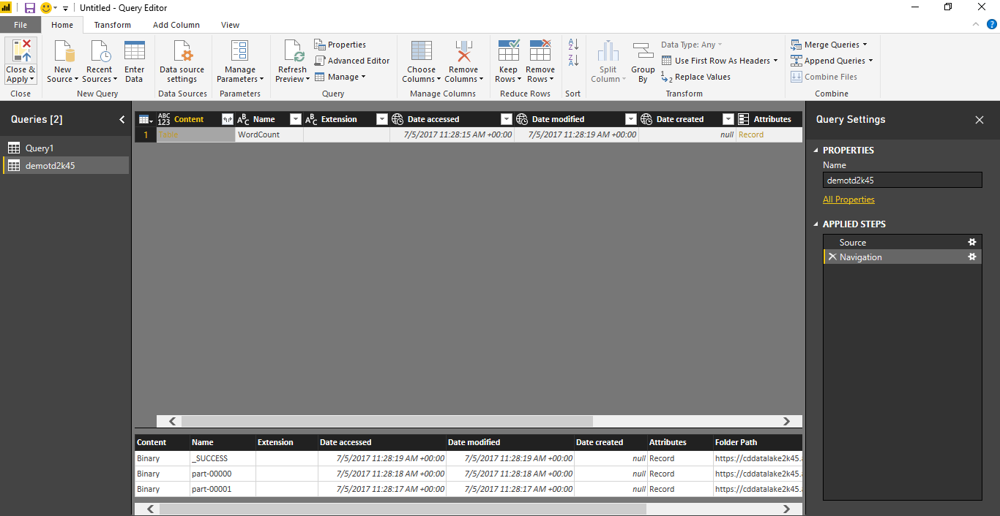 Untitled - Query Editor
File Home Transform Add Column View
Close & Apply New Source Recent Sources Enter Data Data source settings Manage Parameters Refresh Preview Properties Advanced Editor Manage Choose Columns Remove Columns Keep Rows Remove Rows Split Column Group By Data Type: Any Use First Row As Headers Replace Values Merge Queries Append Queries Combine Files
Close New Query Data Sources Parameters Query Manage Columns Reduce Rows Sort Transform Combine
Queries [2]
Query1
demotd2k45
ABC 123 Content ABC Name ABC Extension Date accessed Date modified Date created Attributes
1 Table WordCount 7/5/2017 11:28:15 AM +00:00 7/5/2017 11:28:19 AM +00:00 null Record
Content Name Extension Date accessed Date modified Date created Attributes Folder Path
Binary _SUCCESS 7/5/2017 11:28:19 AM +00:00 7/5/2017 11:28:19 AM +00:00 null Record https://cddatalake2k45.
Binary part-00000 7/5/2017 11:28:18 AM +00:00 7/5/2017 11:28:18 AM +00:00 null Record https://cddatalake2k45.
Binary part-00001 7/5/2017 11:28:17 AM +00:00 7/5/2017 11:28:17 AM +00:00 null Record https://cddatalake2k45.
Query Settings
PROPERTIES
Name
demotd2k45
All Properties
APPLIED STEPS
Source
Navigation